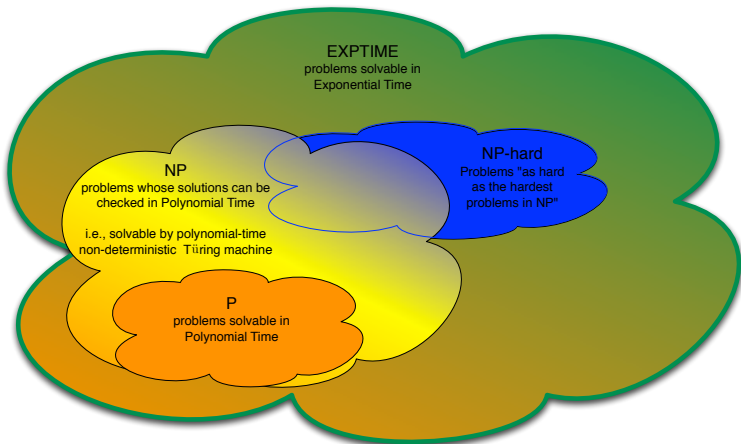 EXPTIME
problems solvable in
Exponential Time
NP-hard
Problems "as hard
as the hardest
problems in NP"
NP
problems whose solutions can be
checked in Polynomial Time
i.e., solvable by polynomial-time
non-deterministic Türing machine
P
problems solvable in
Polynomial Time